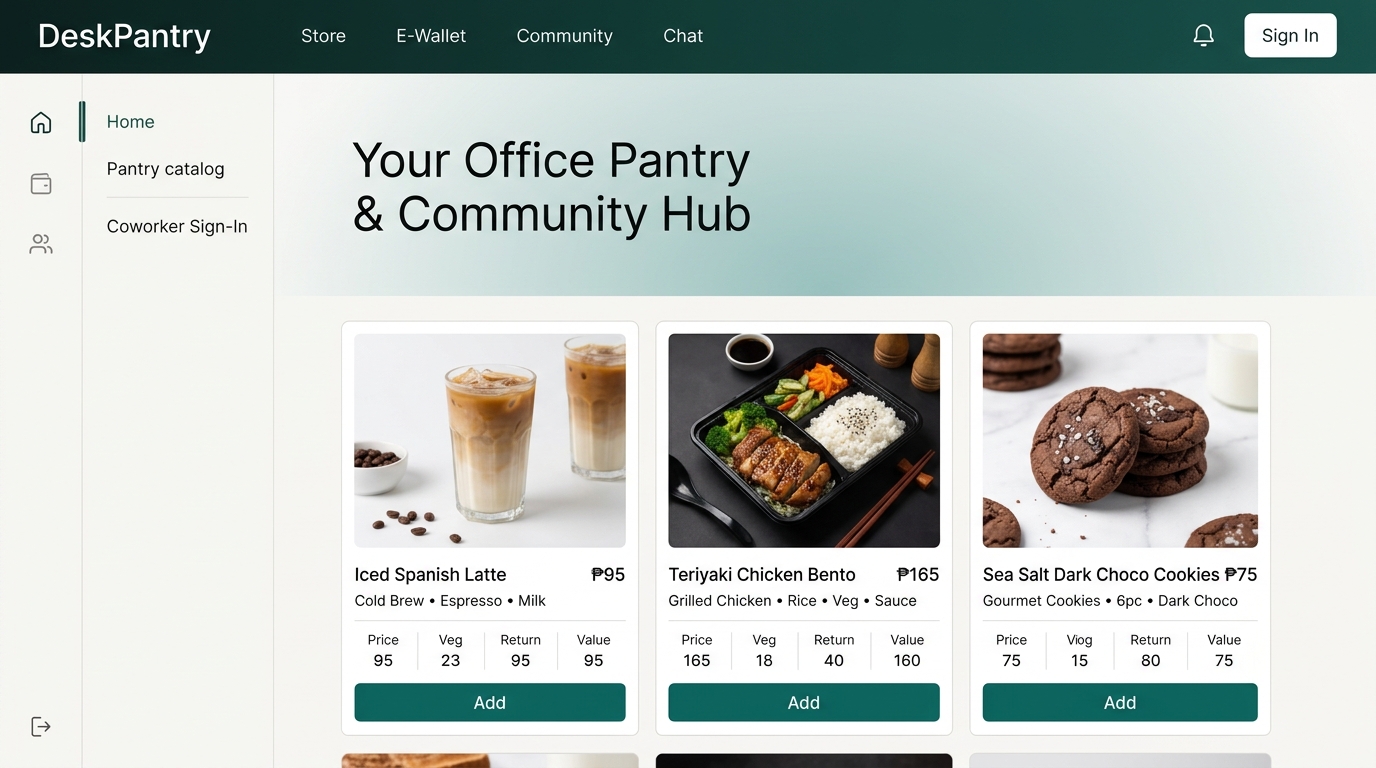 DeskPantry
Store
E-Wallet
Community
Chat
Sign In
Home
Pantry catalog
Coworker Sign-In
Your Office Pantry
& Community Hub
Iced Spanish Latte ₱95
Cold Brew • Espresso • Milk
Price Veg Return Value
95 23 95 95
Add
Teriyaki Chicken Bento ₱165
Grilled Chicken • Rice • Veg • Sauce
Price Veg Return Value
165 18 40 160
Add
Sea Salt Dark Choco Cookies ₱75
Gourmet Cookies • 6pc • Dark Choco
Price Viog Return Value
75 15 80 75
Add